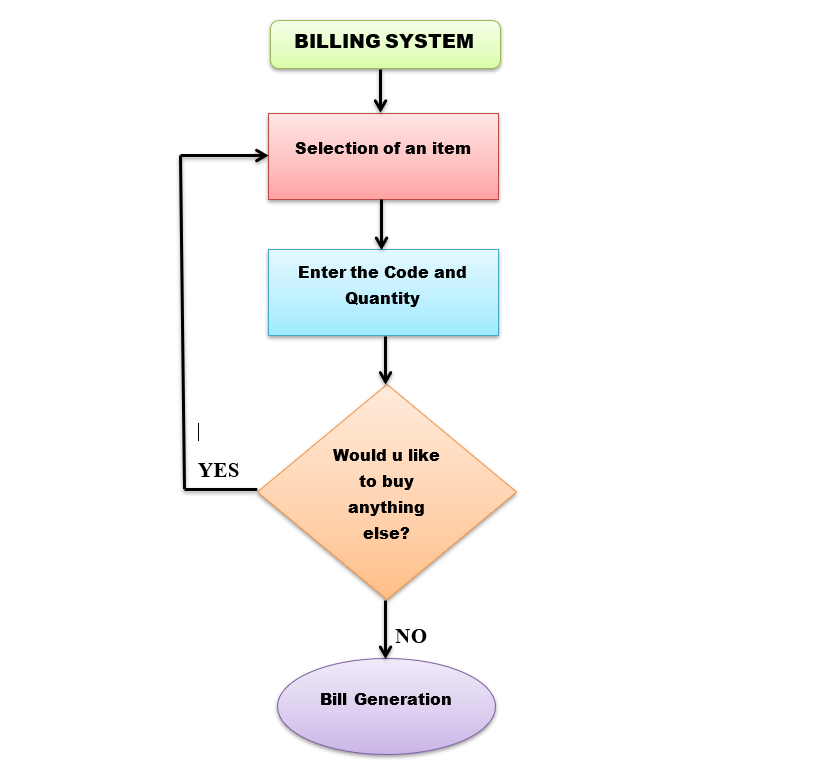 BILLING SYSTEM
Selection of an item
Enter the Code and
Quantity
Would u like
to buy
anything
else?
YES
NO
Bill Generation